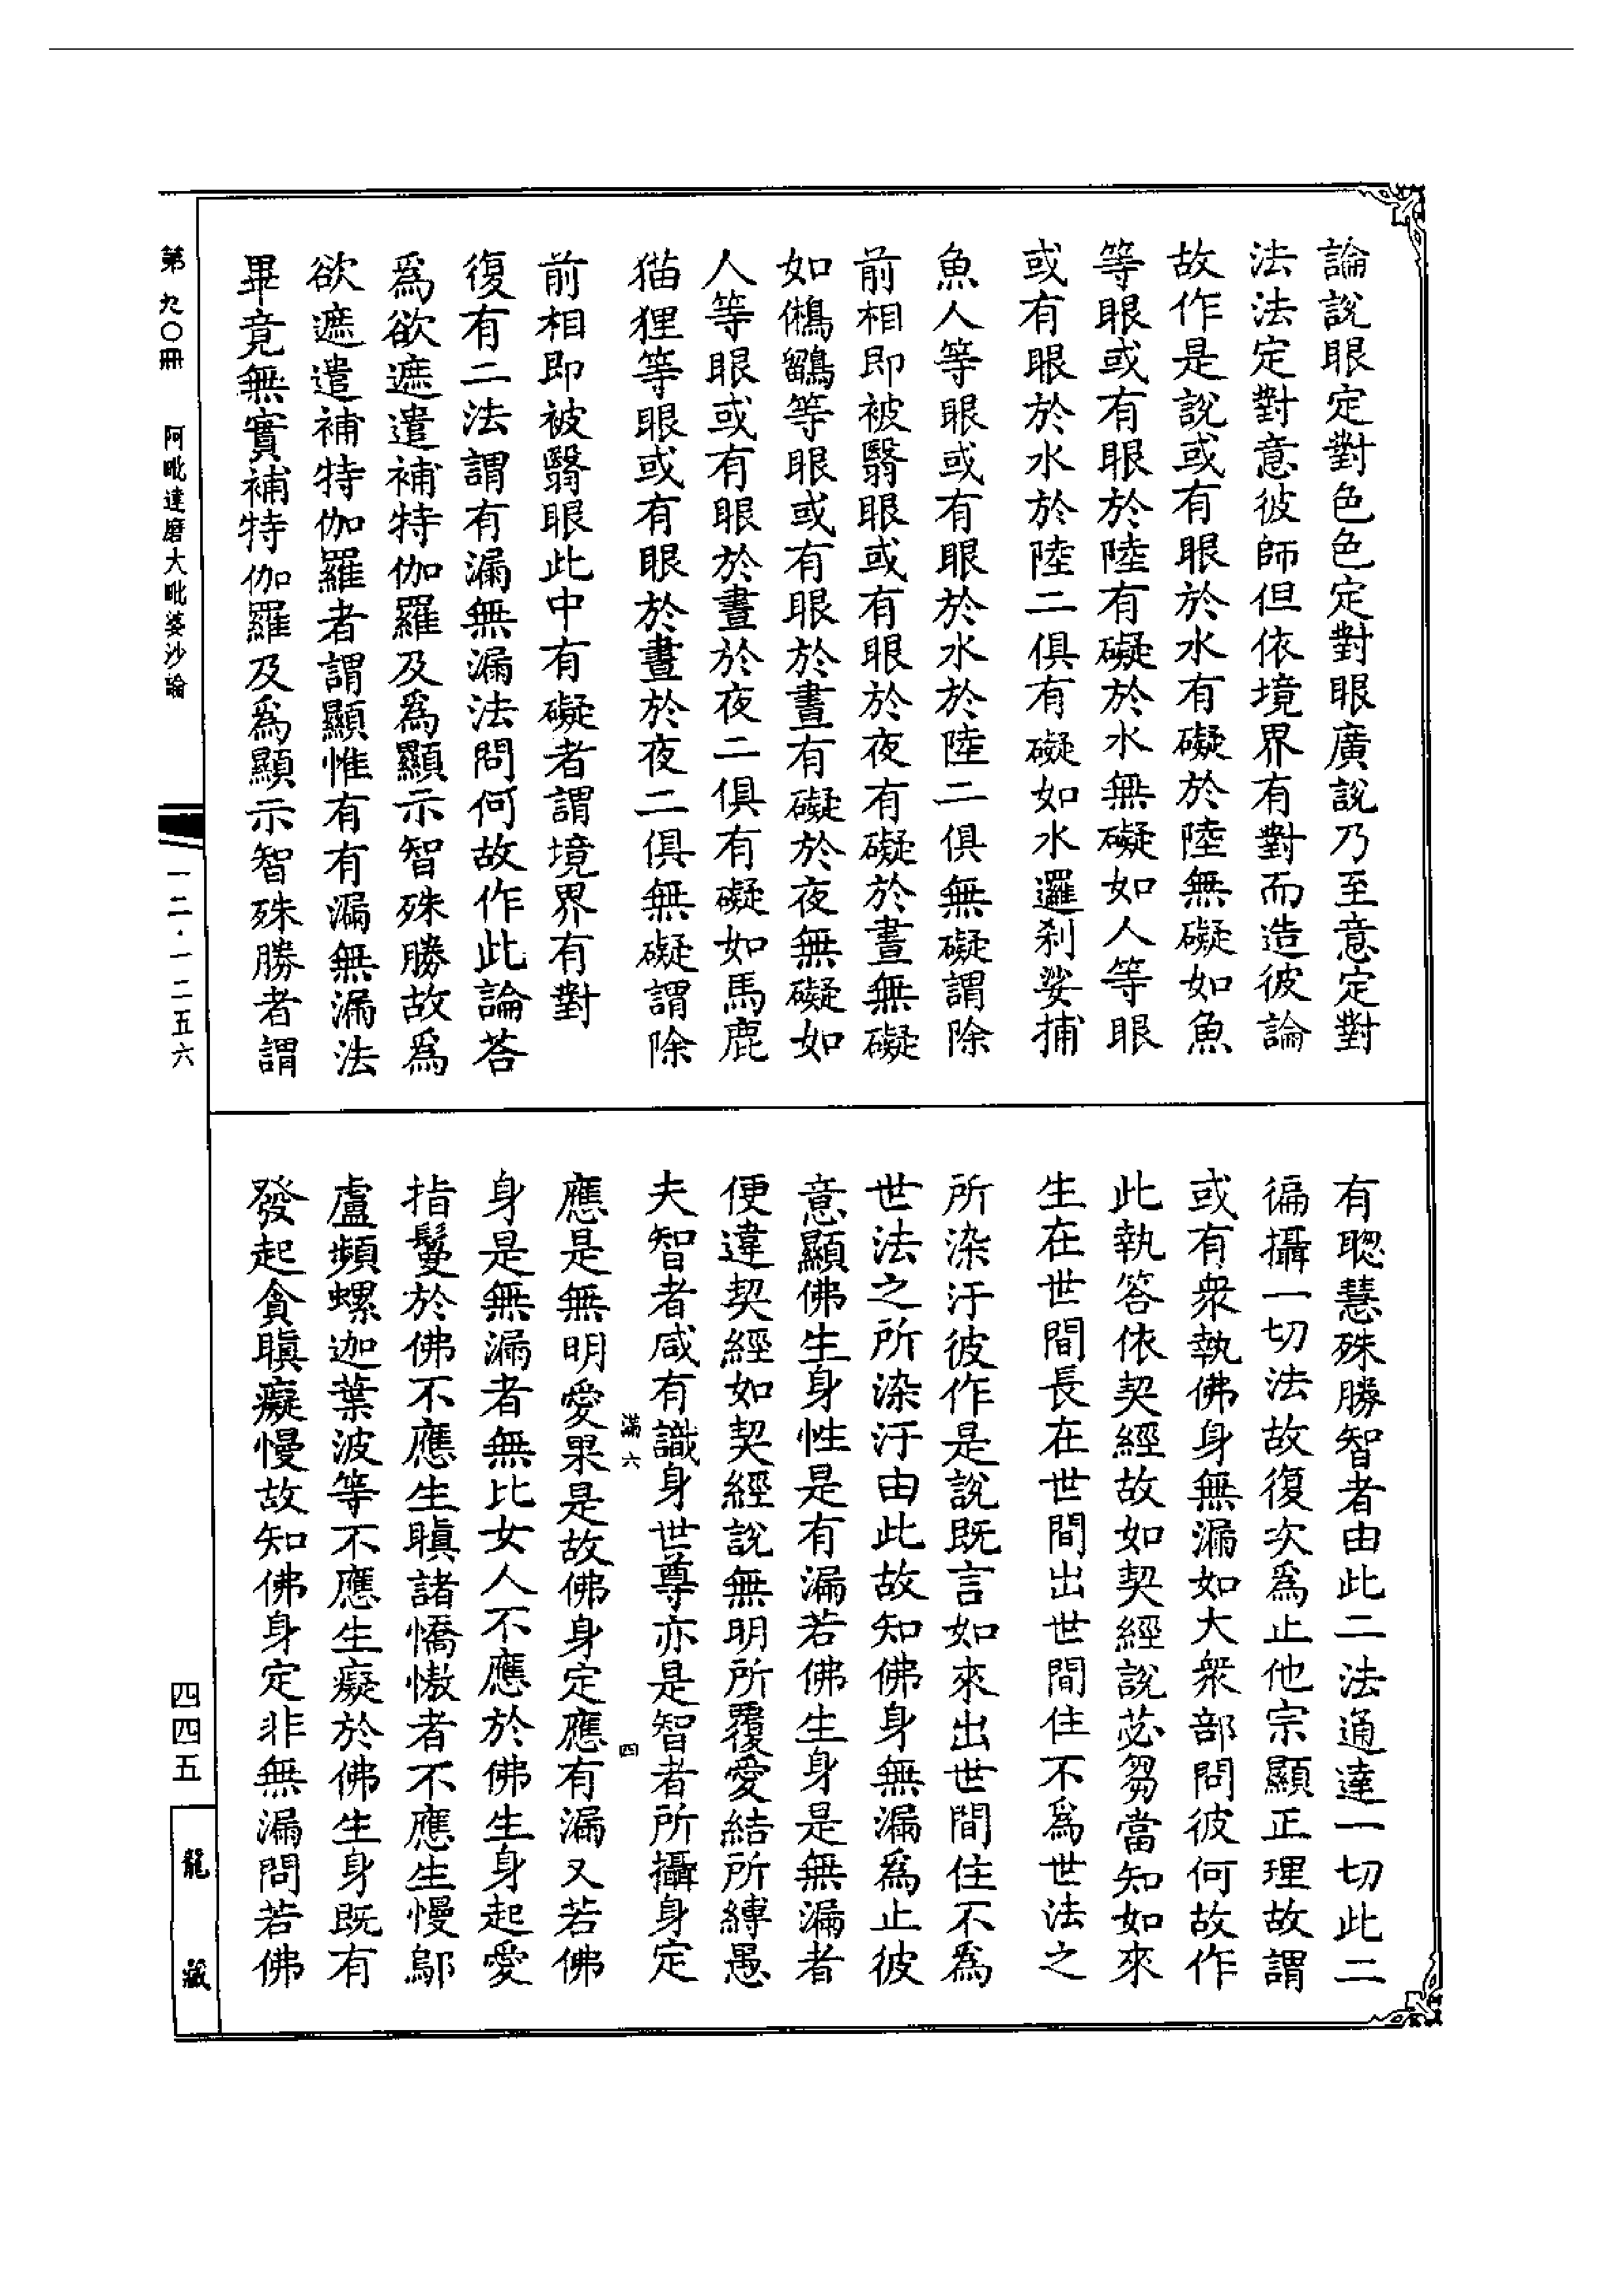 論說眼定對色色定對眼廣說乃至意定對
法法定對意彼師但依境界有對而造彼論
故作是說或有眼於水有礙於陸無礙如魚
等眼或有眼於陸有礙於水無礙如人等眼
或有眼於水於陸二俱有礙如水邏刹娑捕
魚人等眼或有眼於水於陸二俱無礙謂除
前相即被翳眼或有眼於夜有礙於晝無礙
如鵂鶹等眼或有眼於晝有礙於夜無礙如
人等眼或有眼於晝於夜二俱有礙如馬鹿
猫狸等眼或有眼於晝於夜二俱無礙謂除
前相即被翳眼此中有礙者謂境界有對
復有二法謂有漏無漏法問何故作此論荅
爲欲遮遣補特伽羅及爲顯示智殊勝故爲
欲遮遣補特伽羅者謂顯惟有有漏無漏法
畢竟無實補特伽羅及爲顯示智殊勝者謂
有聰慧殊勝智者由此二法通達一切此二
徧攝一切法故復次爲止他宗顯正理故謂
或有衆執佛身無漏如大衆部問彼何故作
此執答依契經故如契經說苾芻當知如來
生在世間長在世間出世間住不爲世法之
所染汙彼作是說既言如來出世間住不爲
世法之所染汙由此故知佛身無漏爲止彼
意顯佛生身性是有漏若佛生身是無漏者
便違契經如契經說無明所覆愛結所縛愚
夫智者咸有識身世尊亦是智者所攝身定
滿六 四
應是無明愛果是故佛身定應有漏又若佛
身是無漏者無比女人不應於佛生身起愛
指鬘於佛不應生瞋諸憍慠者不應生慢鄔
盧頻螺迦葉波等不應生癡於佛生身既有
發起貪瞋癡慢故知佛身定非無漏問若佛
第九〇冊 阿毗達磨大毗婆沙論 一二·一二五六
四四五 龍藏